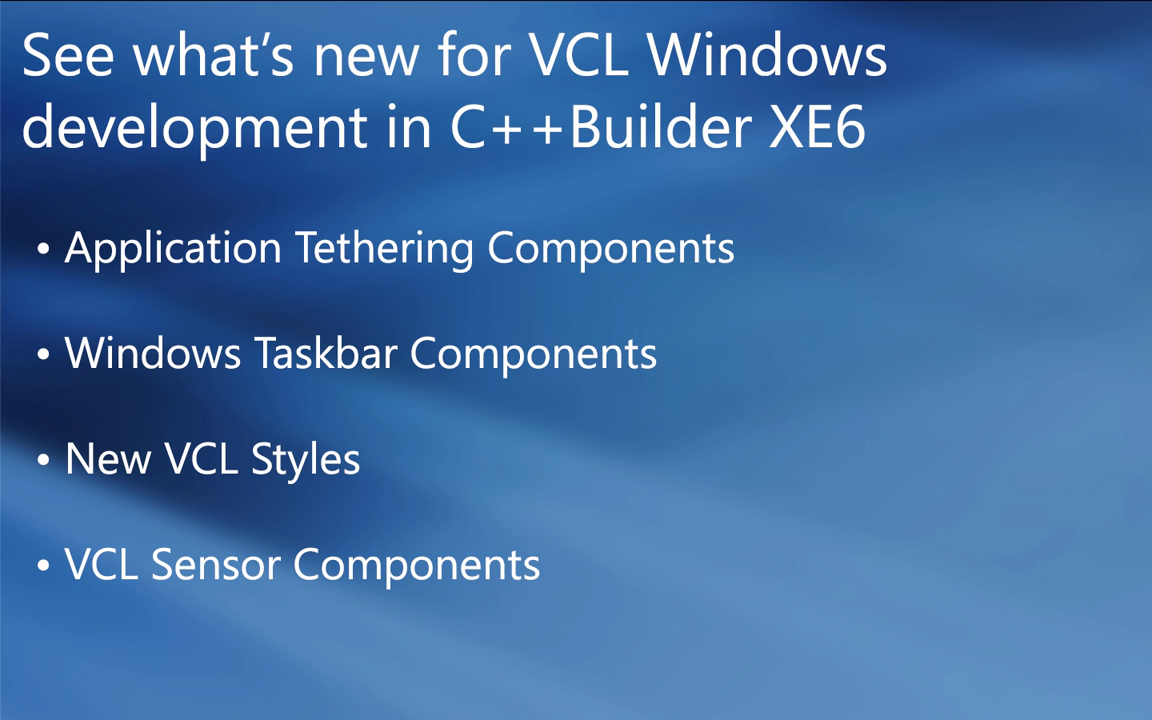 See what’s new for VCL Windows
development in C++Builder XE6
• Application Tethering Components
• Windows Taskbar Components
• New VCL Styles
• VCL Sensor Components